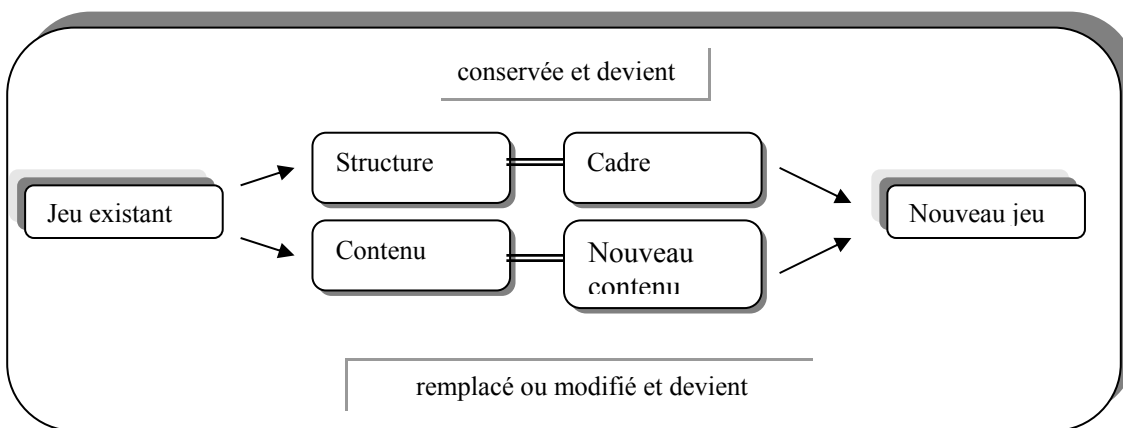 conservée et devient
Structure
Cadre
Jeu existant
Nouveau jeu
Contenu
Nouveau
contenu
remplacé ou modifié et devient